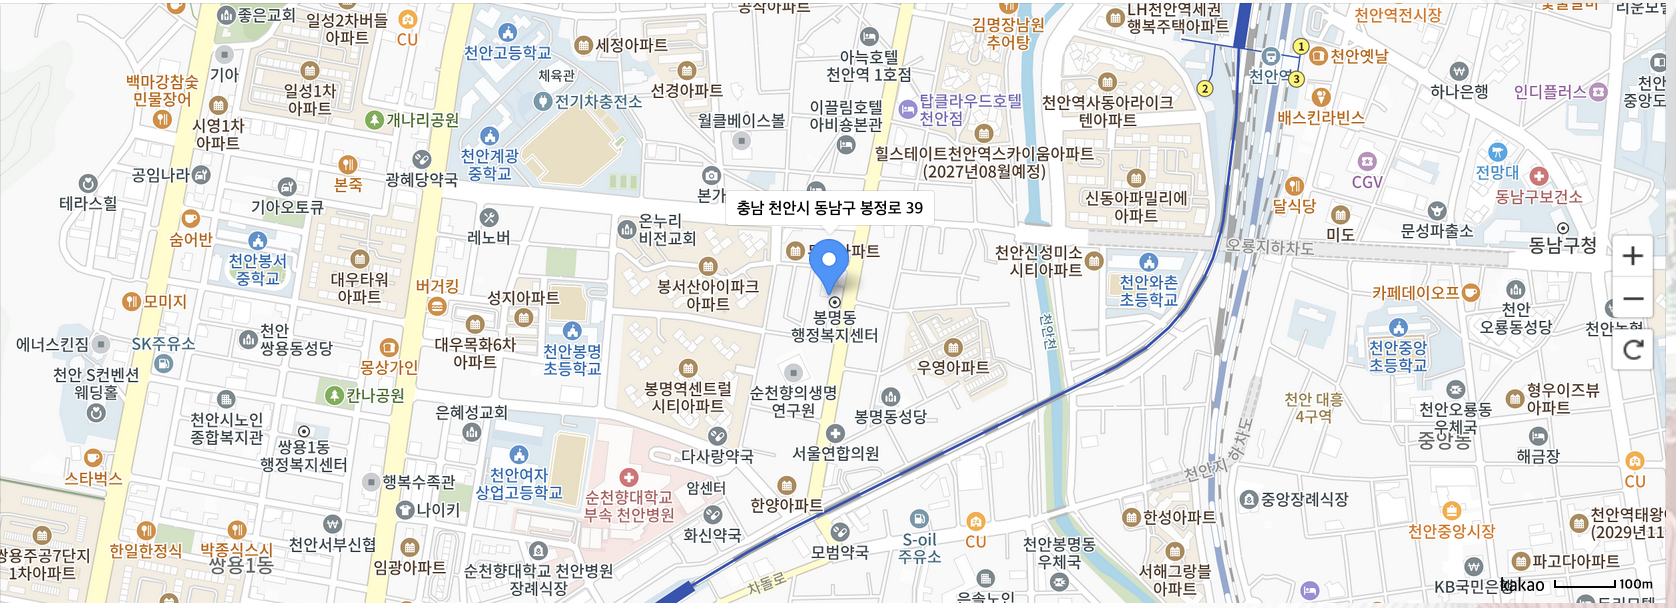 좋은교회
일성2차버들
아파트
CU
공작아파트
김명장남원
추어탕
LH천안역세권
행복주택아파트
천안역전시장
천안고등학교
세정아파트
기아
체육관
아늑호텔
천안역 1호점
천안역
1
2
3
천안옛날
하나은행
인디플러스
백마강참숯
민물장어
일성1차
아파트
전기차충전소
선경아파트
이끌림호텔
아비숑본관
탑클라우드호텔
천안점
천안역사동아라이크
텐아파트
배스킨라빈스
시영1차
아파트
개나리공원
월클베이스볼
천안계광
중학교
힐스테이트천안역스카이움아파트
(2027년08월예정)
CGV
전망대
동남구보건소
공임나라
본죽
광혜당약국
테라스힐
기아오토큐
본가
신동아파밀리에
아파트
달식당
충남 천안시 동남구 봉정로 39
숨어반
레노버
온누리
비전교회
미도
문성파출소
동남구청
오룡지하차도
천안봉서
중학교
대우타워
아파트
봉서산아이파크
아파트
천안신성미소
시티아파트
천안와촌
초등학교
모미지
버거킹
성지아파트
카페데이오프
천안
오룡동성당
봉명동
행정복지센터
천안천
에너스킨짐
SK주유소
천안
쌍용동성당
대우목화6차
아파트
천안봉명
초등학교
우영아파트
천안중앙
초등학교
천안 S컨벤션
웨딩홀
몽상가인
칸나공원
봉명역센트럴
시티아파트
순천향의생명
연구원
봉명동성당
천안 대흥
4구역
천안오룡동
우체국
중앙동
형우이즈뷰
아파트
천안시노인
종합복지관
은혜성교회
쌍용1동
행정복지센터
다사랑약국
서울연합의원
해금장
스타벅스
천안여자
상업고등학교
행복수족관
순천향대학교
부속 천안병원
암센터
한양아파트
천안지하차도
중앙장례식장
CU
나이키
화신약국
모범약국
S-oil
주유소
CU
한성아파트
천안중앙시장
쌍용주공7단지
1차아파트
한일한정식
박종식스시
쌍용1동
천안서부신협
임광아파트
순천향대학교 천안병원
장례식장
차돌로
천안봉명동
우체국
서해그랑블
아파트
파고다아파트
은솔노인
kakao
100m